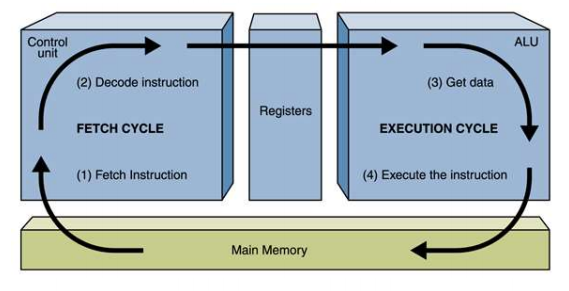 Control
unit
ALU
(2) Decode instruction
(3) Get data
Registers
FETCH CYCLE
EXECUTION CYCLE
(1) Fetch Instruction
(4) Execute the instruction
Main Memory